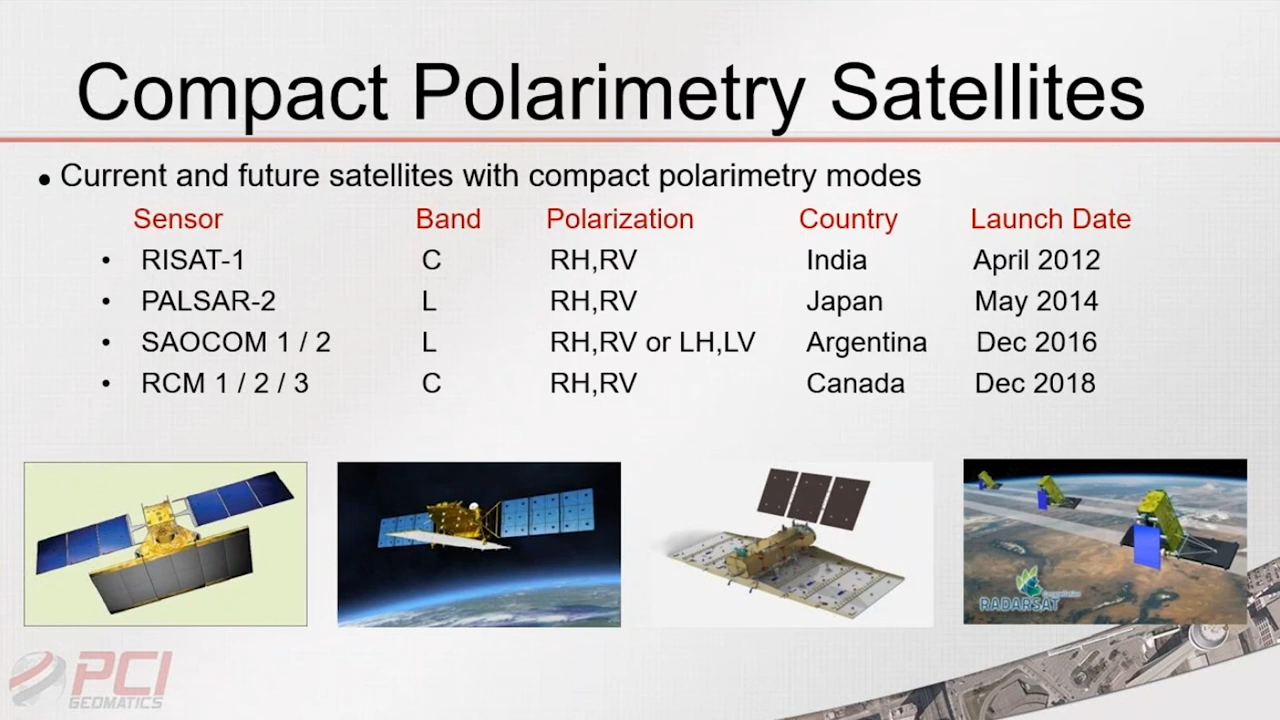 Compact Polarimetry Satellites
● Current and future satellites with compact polarimetry modes
Sensor Band Polarization Country Launch Date
• RISAT-1 C RH,RV India April 2012
• PALSAR-2 L RH,RV Japan May 2014
• SAOCOM 1 / 2 L RH,RV or LH,LV Argentina Dec 2016
• RCM 1 / 2 / 3 C RH,RV Canada Dec 2018
Constellation
RADARSAT
PCI
GEOMATICS